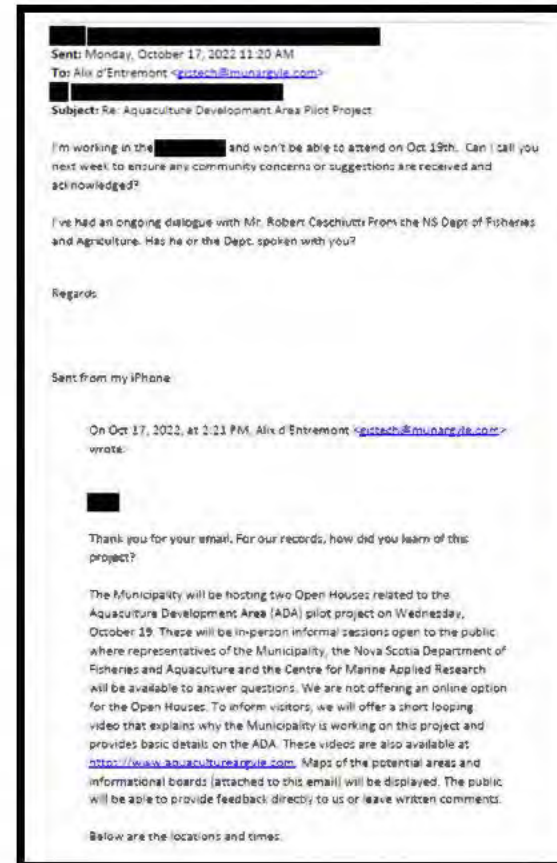 Sent: Monday, October 17, 2022 11:20 AM
To: Alix d'Entremont <gistech@munargyle.com>
Subject: Re: Aquaculture Development Area Pilot Project
I'm working in the and won't be able to attend on Oct 19th. Can I call you
next week to ensure any community concerns or suggestions are received and
acknowledged?
I've had an ongoing dialogue with Mr. Robert Ceschiutti From the NS Dept of Fisheries
and Agriculture. Has he or the Dept. spoken with you?
Regards
Sent from my iPhone
On Oct 17, 2022, at 2:21 PM, Alix d'Entremont <gistech@munargyle.com>
wrote:
Thank you for your email. For our records, how did you learn of this
project?
The Municipality will be hosting two Open Houses related to the
Aquaculture Development Area (ADA) pilot project on Wednesday,
October 19. These will be in-person informal sessions open to the public
where representatives of the Municipality, the Nova Scotia Department of
Fisheries and Aquaculture and the Centre for Marine Applied Research
will be available to answer questions. We are not offering an online option
for the Open Houses. To inform visitors, we will offer a short looping
video that explains why the Municipality is working on this project and
provides basic details on the ADA. These videos are also available at
https://www.aquacultureargyle.com. Maps of the potential areas and
informational boards (attached to this email) will be displayed. The public
will be able to provide feedback directly to us or leave written comments.
Below are the locations and times.